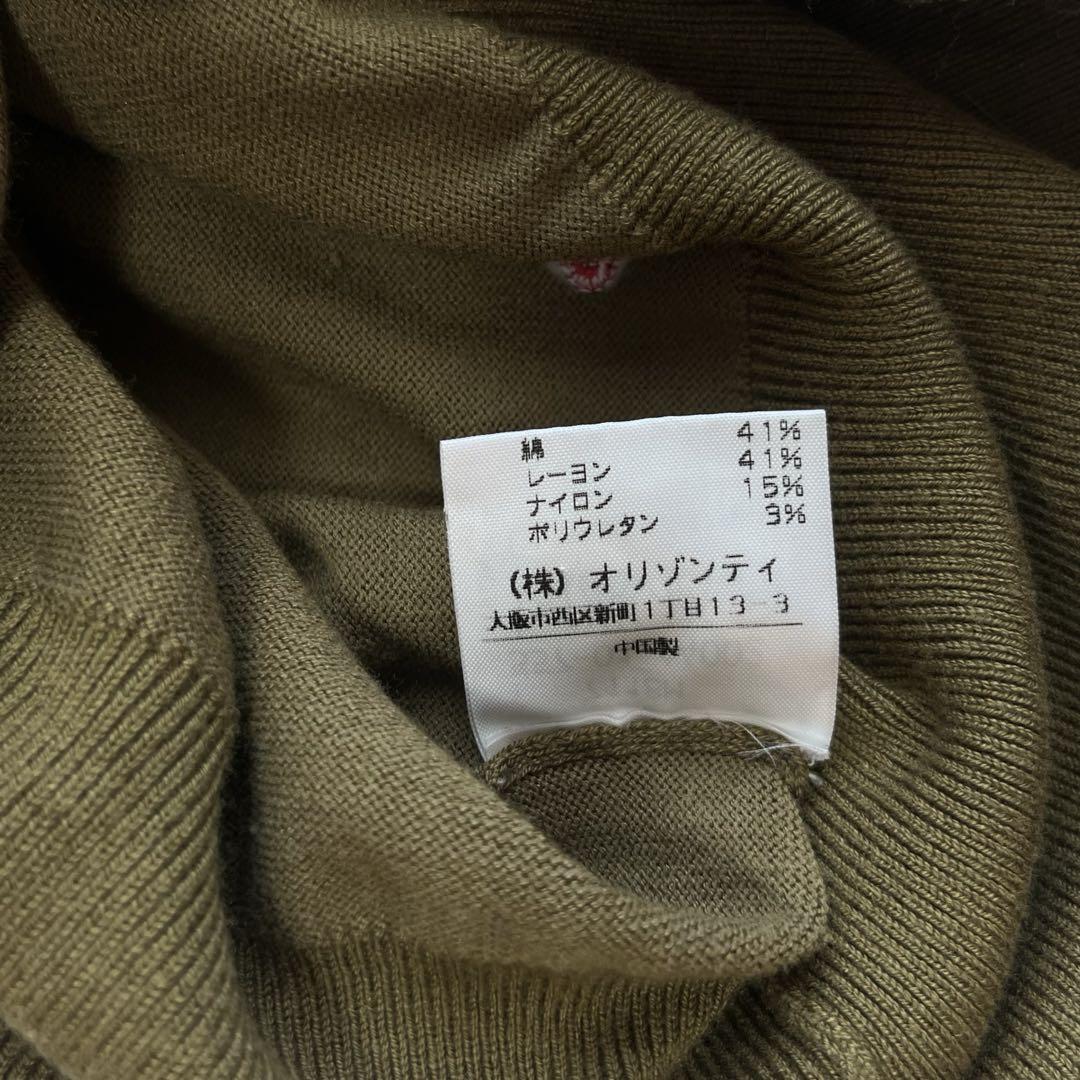 綿 41%
レーヨン 41%
ナイロン 15%
ポリウレタン 3%
(株) オリゾンティ
大阪市西区新町1丁目13-3
中国製